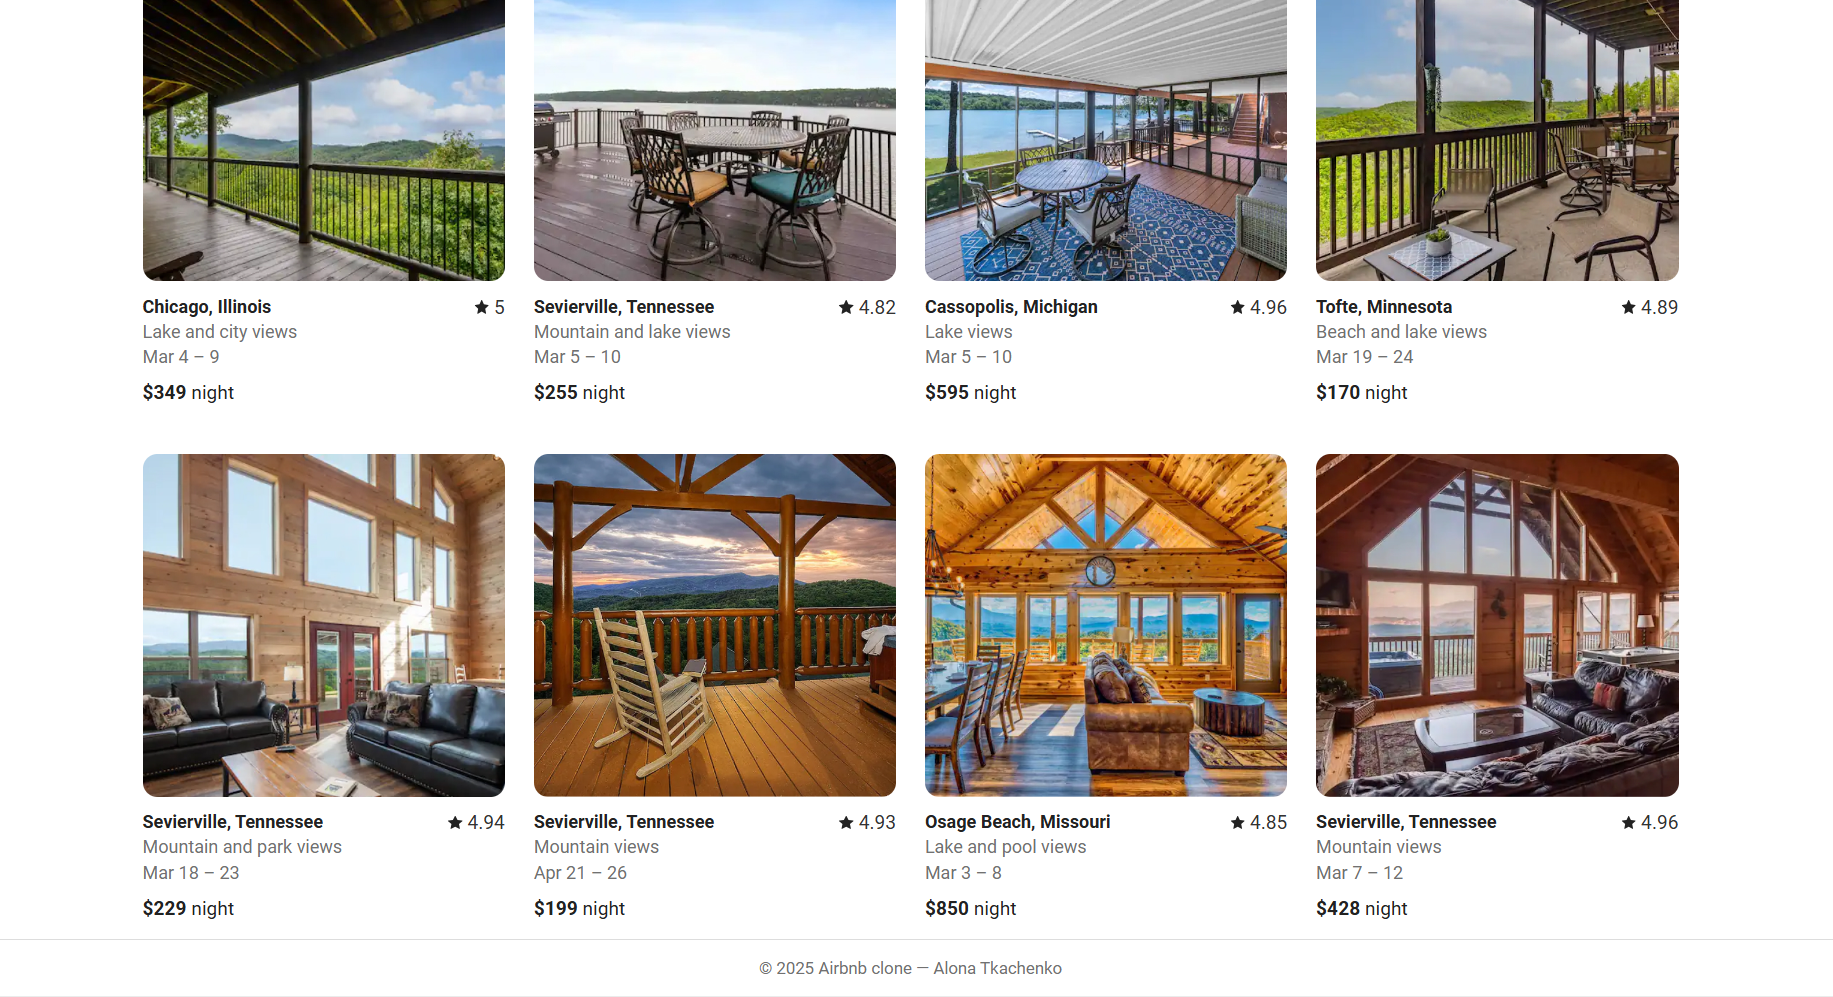 Chicago, Illinois ★ 5
Lake and city views
Mar 4 – 9
$349 night
Sevierville, Tennessee ★ 4.82
Mountain and lake views
Mar 5 – 10
$255 night
Cassopolis, Michigan ★ 4.96
Lake views
Mar 5 – 10
$595 night
Tofte, Minnesota ★ 4.89
Beach and lake views
Mar 19 – 24
$170 night
Sevierville, Tennessee ★ 4.94
Mountain and park views
Mar 18 – 23
$229 night
Sevierville, Tennessee ★ 4.93
Mountain views
Apr 21 – 26
$199 night
Osage Beach, Missouri ★ 4.85
Lake and pool views
Mar 3 – 8
$850 night
Sevierville, Tennessee ★ 4.96
Mountain views
Mar 7 – 12
$428 night
© 2025 Airbnb clone — Alona Tkachenko